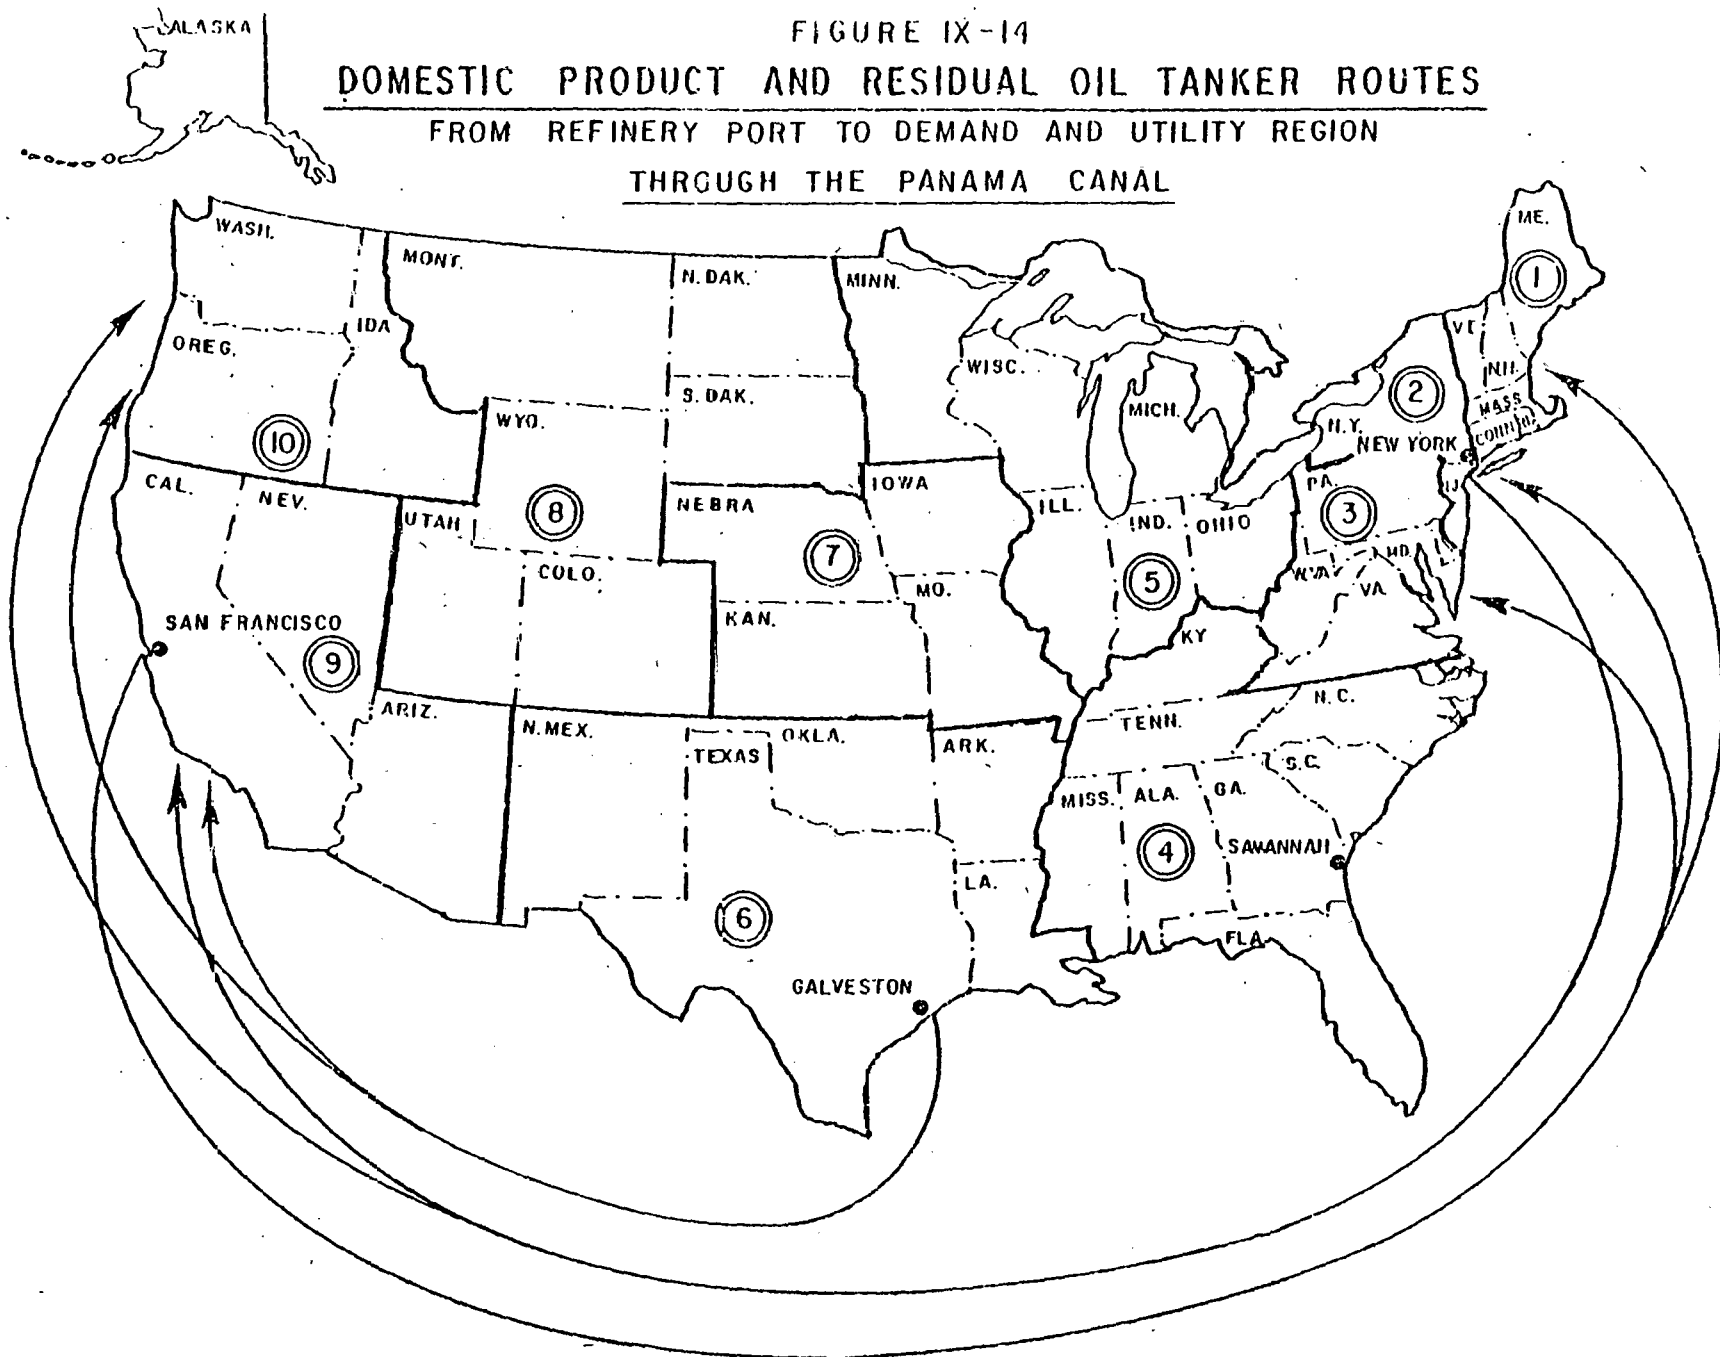 ALASKA
FIGURE IX-14
DOMESTIC PRODUCT AND RESIDUAL OIL TANKER ROUTES
FROM REFINERY PORT TO DEMAND AND UTILITY REGION
THROUGH THE PANAMA CANAL
WASH.
MONT.
N. DAK.
MINN.
ME.
1
OREG.
IDA
VT.
WISC.
N.H.
S. DAK.
2
MASS.
MICH.
WYO.
N.Y.
10
NEW YORK
CONN
R.I.
CAL.
NEV.
UTAH
8
NEBRA
IOWA
ILL.
IND.
OHIO
PA.
N.J.
3
7
COLO.
MO.
5
W.VA
MD.
VA.
KAN.
KY
SAN FRANCISCO
9
ARIZ.
N.MEX.
TEXAS
OKLA.
ARK.
TENN.
N.C.
S.C.
MISS.
ALA.
GA.
4
SAVANNAH
LA.
6
FLA.
GALVESTON